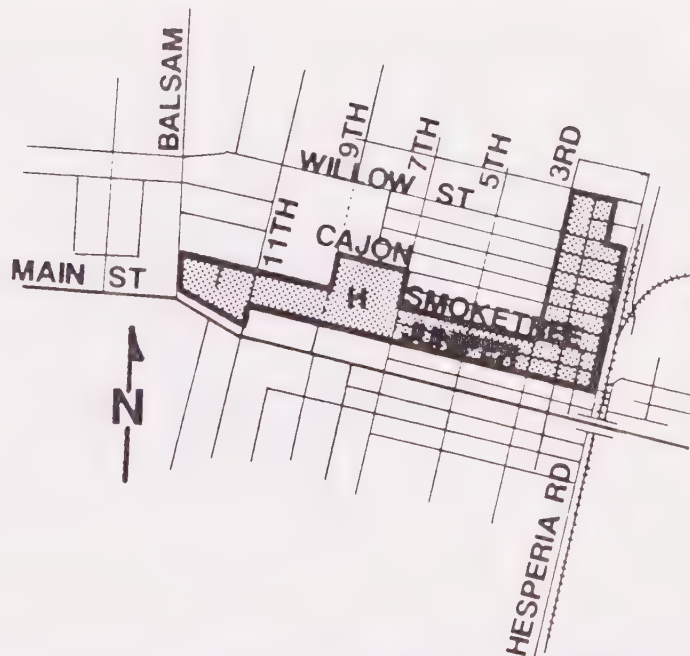 BALSAM
9TH
7TH
5TH
3RD
WILLOW ST
11TH
CAJON
MAIN ST
H
SMOKETREE
N
HESPERIA RD